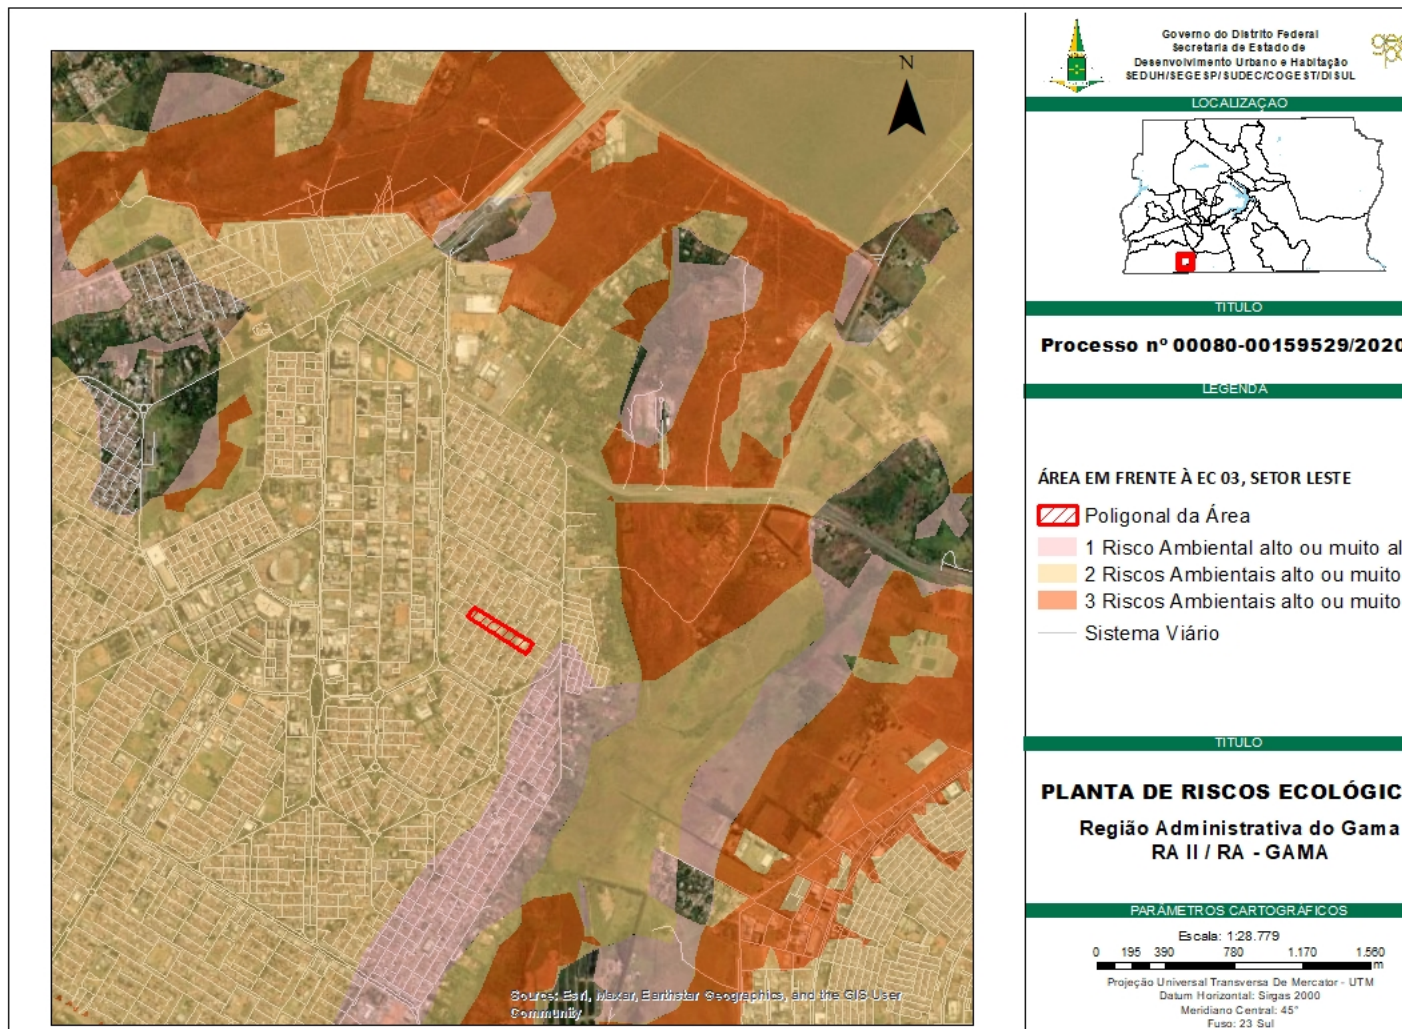 N
Source: Esri, Maxar, Earthstar Geographics, and the GIS User
Community
Governo do Distrito Federal
Secretaria de Estado de
Desenvolvimento Urbano e Habitação
SEDUH/SEGESP/SUDEC/COGEST/DISUL
LOCALIZAÇÃO
TITULO
Processo nº 00080-00159529/2020
LEGENDA
ÁREA EM FRENTE À EC 03, SETOR LESTE
Poligonal da Área
1 Risco Ambiental alto ou muito al
2 Riscos Ambientais alto ou muito
3 Riscos Ambientais alto ou muito
Sistema Viário
TITULO
PLANTA DE RISCOS ECOLÓGIC
Região Administrativa do Gama
RA II / RA - GAMA
PARÂMETROS CARTOGRÁFICOS
Escala: 1:28.779
0 195 390 780 1.170 1.560
m
Projeção Universal Transversa De Mercator - UTM
Datum Horizontal: Sirgas 2000
Meridiano Central: 45°
Fuso: 23 Sul